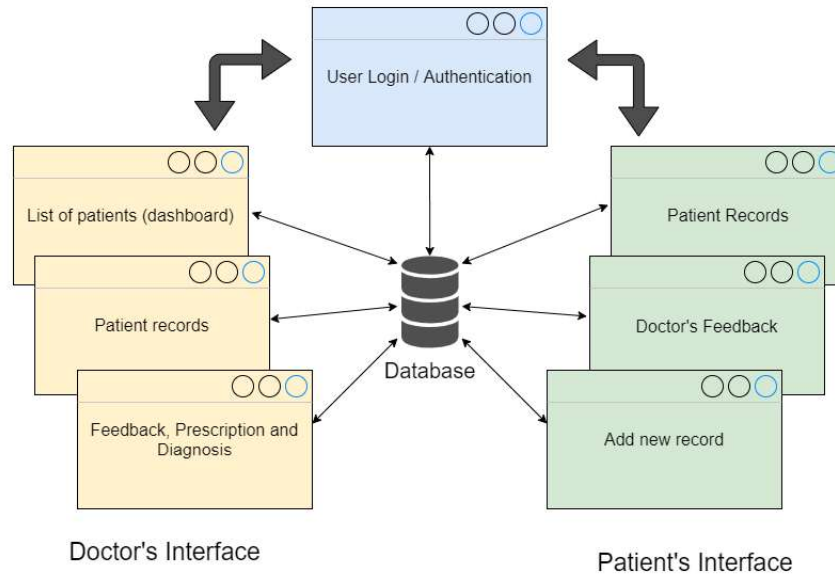 User Login / Authentication
List of patients (dashboard)
Patient records
Feedback, Prescription and
Diagnosis
Doctor's Interface
Database
Patient Records
Doctor's Feedback
Add new record
Patient's Interface